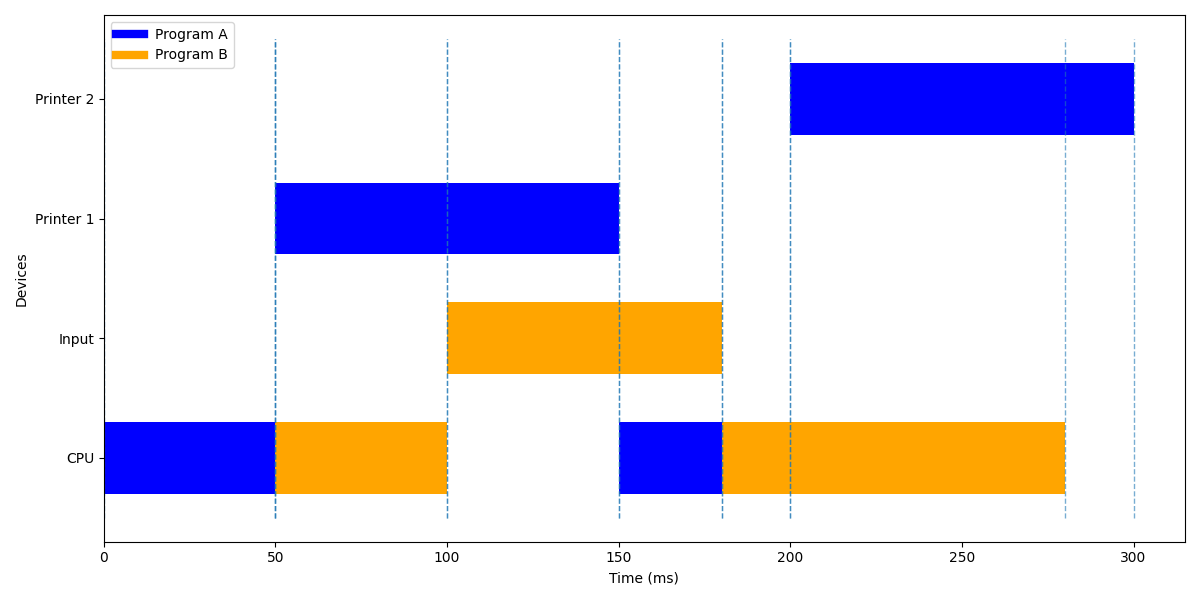 Program A
Program B
Printer 2
Printer 1
Input
CPU
Devices
0 50 100 150 200 250 300
Time (ms)